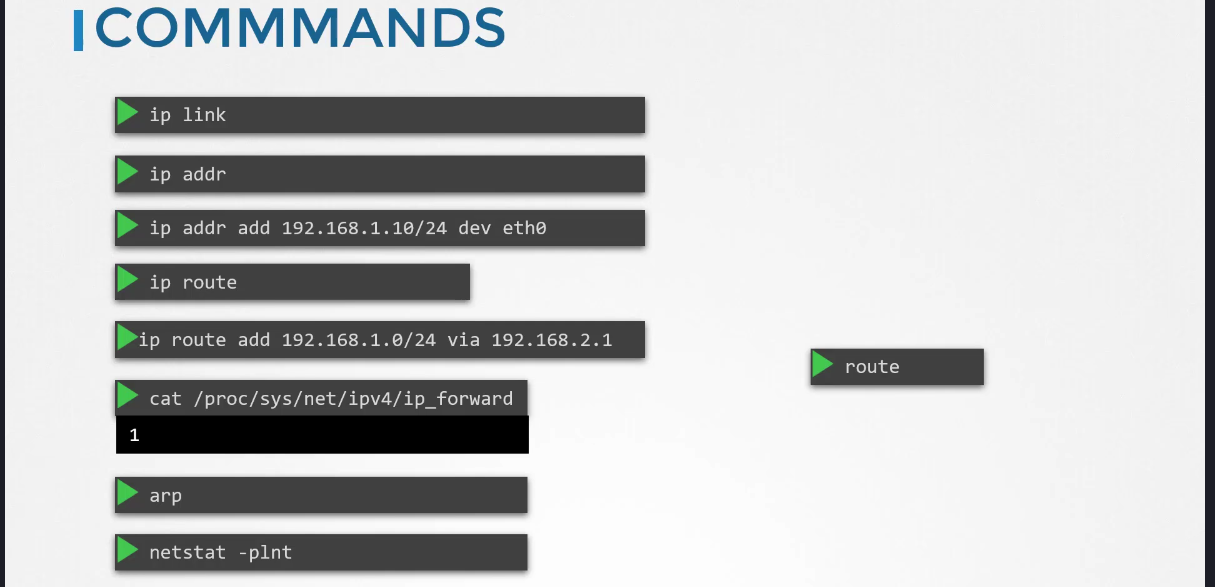 COMMMANDS
ip link
ip addr
ip addr add 192.168.1.10/24 dev eth0
ip route
ip route add 192.168.1.0/24 via 192.168.2.1
route
cat /proc/sys/net/ipv4/ip_forward
1
arp
netstat -plnt